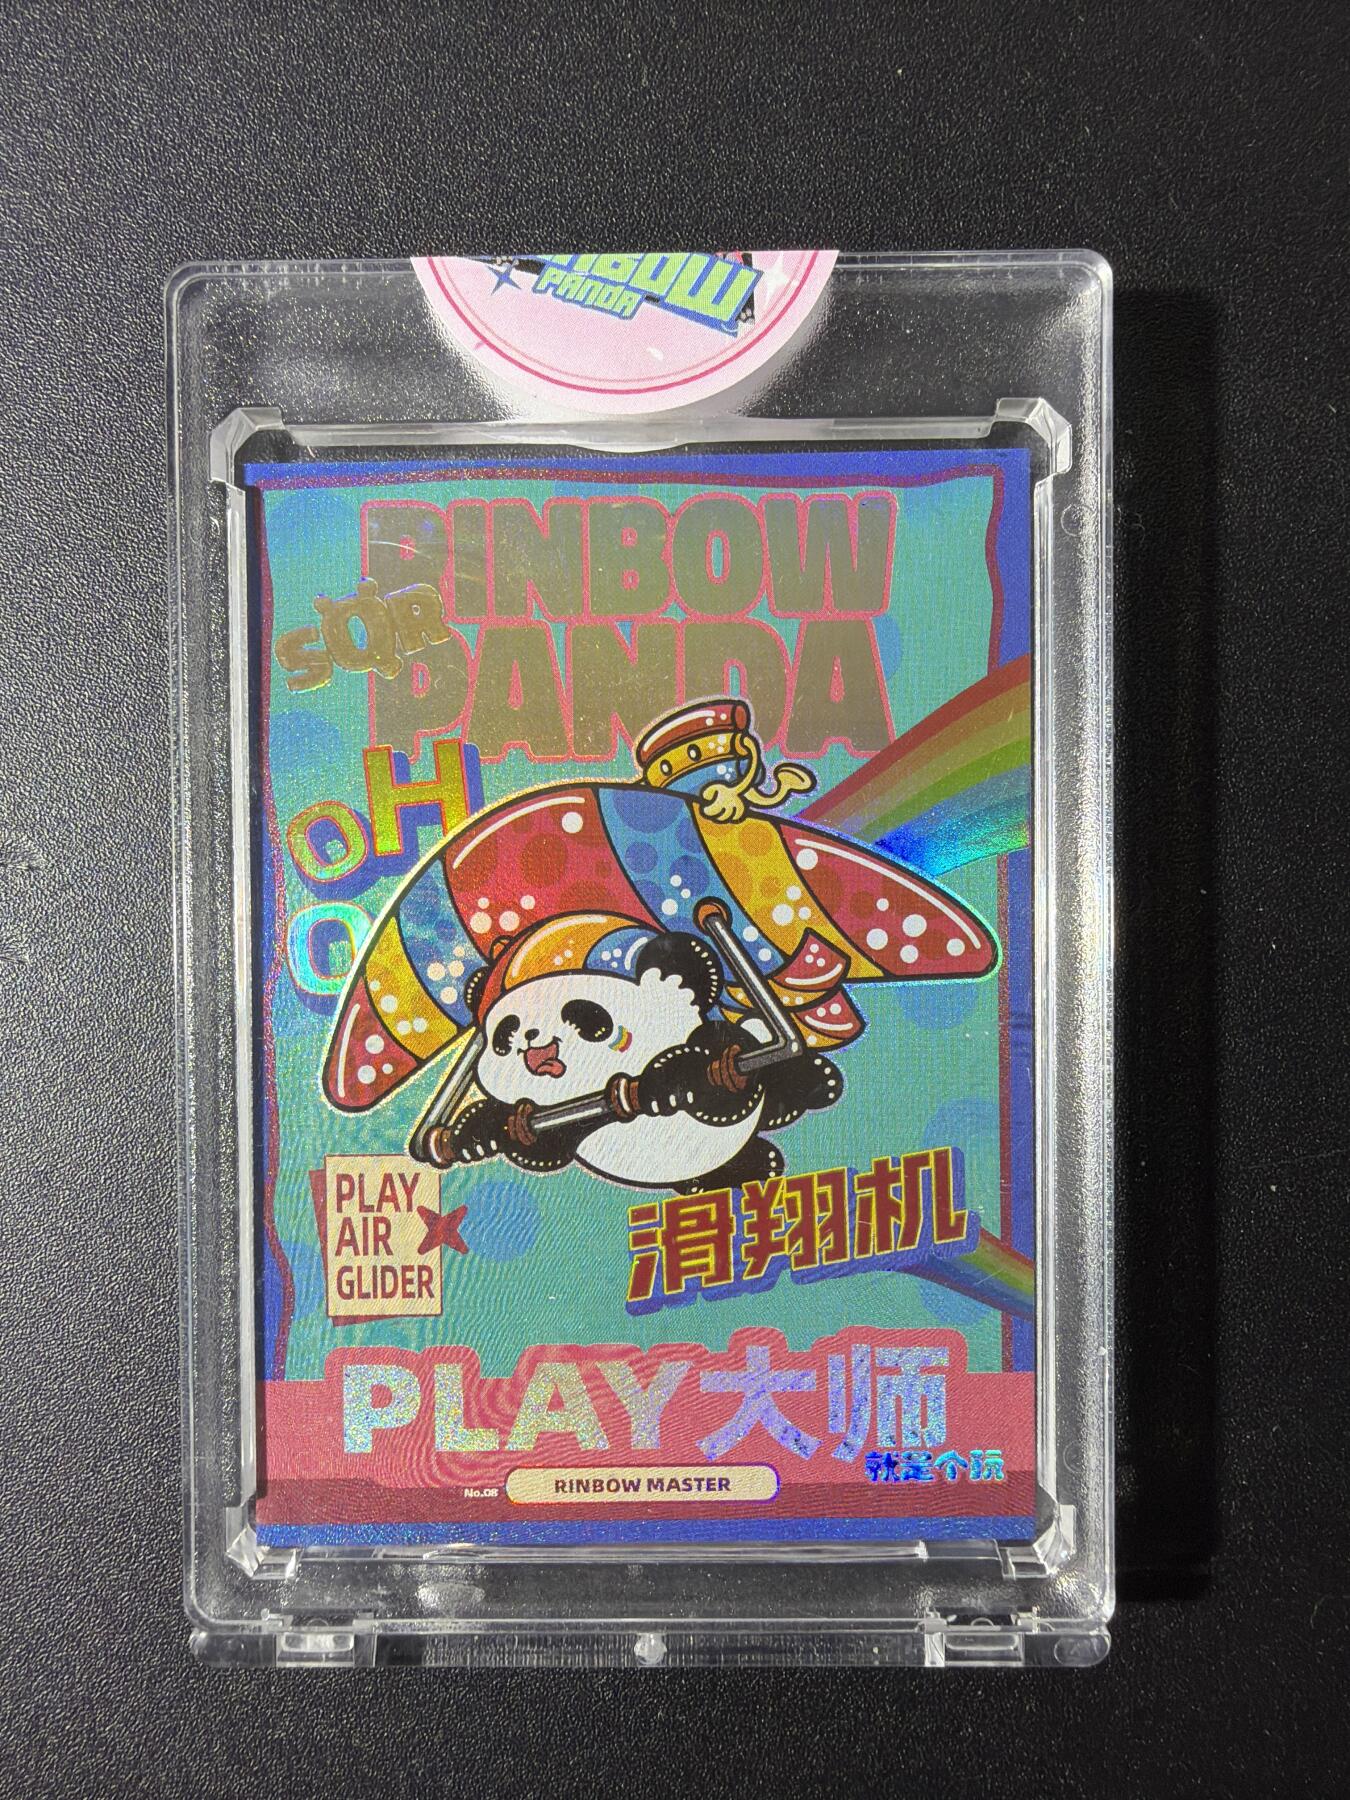 NBOW
PANDA
RINBOW
PANDA
SQR
OH
O
PLAY
AIR
GLIDER
滑翔机
PLAY大师
就是个玩
No.08
RINBOW MASTER